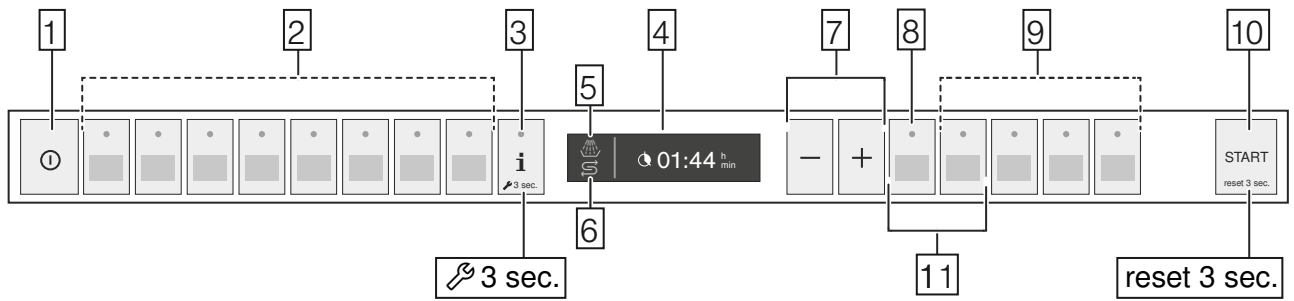 1 2 3 4 7 8 9 10
5
i
🔧 3 sec.
01:44 h min
− +
START
reset 3 sec.
6
11
🔧 3 sec.
reset 3 sec.